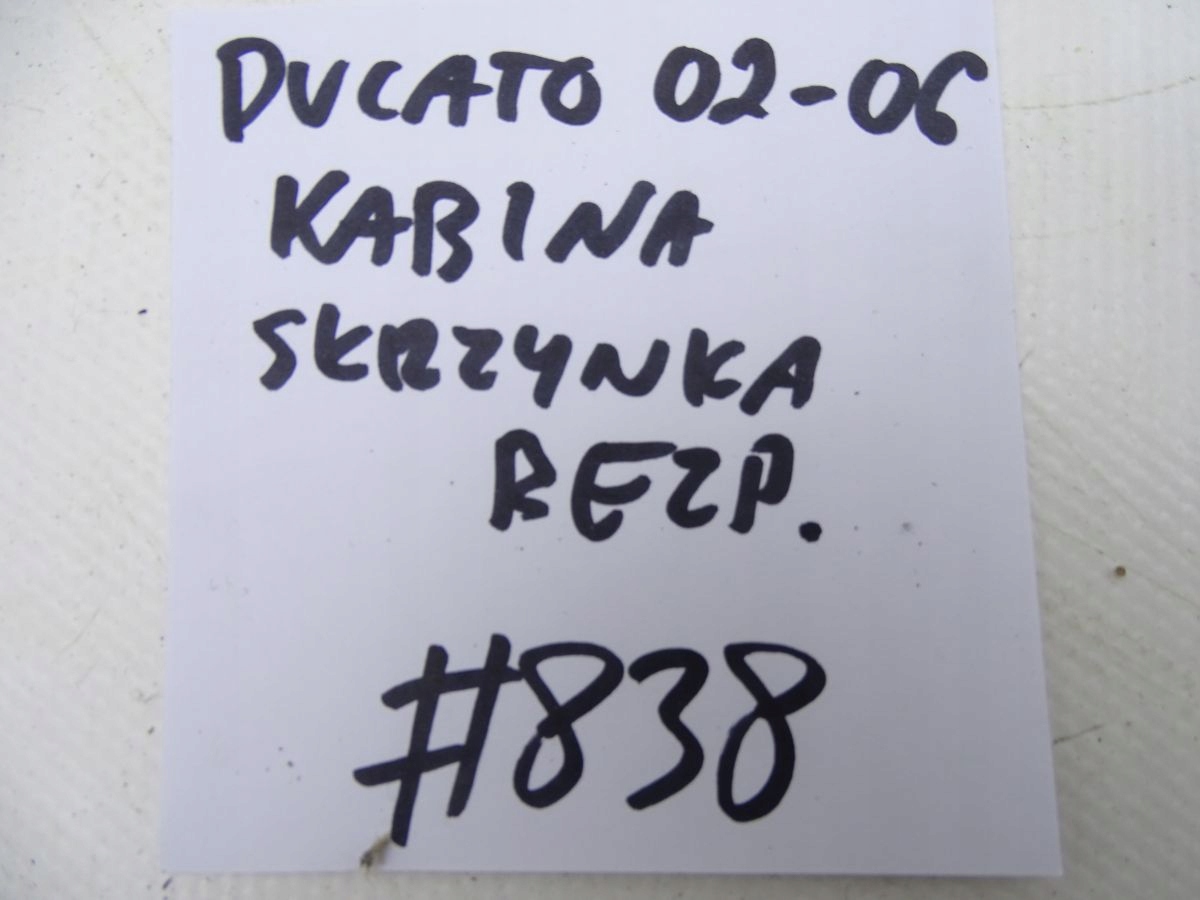 DUCATO 02-06
KABINA
SKRZYNKA
BEZP.
#838